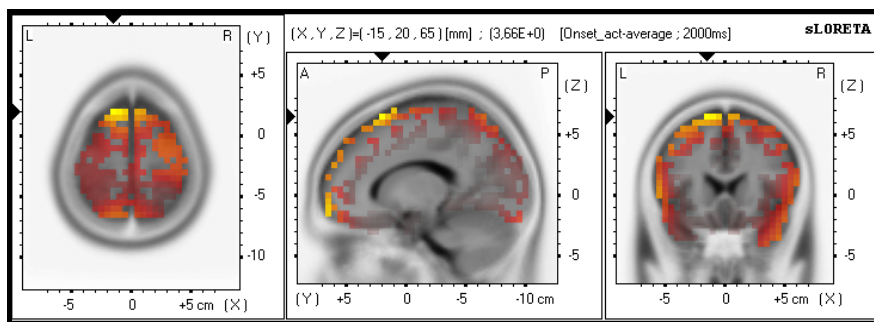 (X, Y, Z)=(-15, 20, 65) [mm] ; (3,66E+0) [Onset_act-average ; 2000ms] sLORETA
L R (Y)
+5
0
-5
-10
-5 0 +5 cm (X)
A P (Z)
+5
0
-5
(Y) +5 0 -5 -10 cm
L R (Z)
+5
0
-5
-5 0 +5 cm (X)